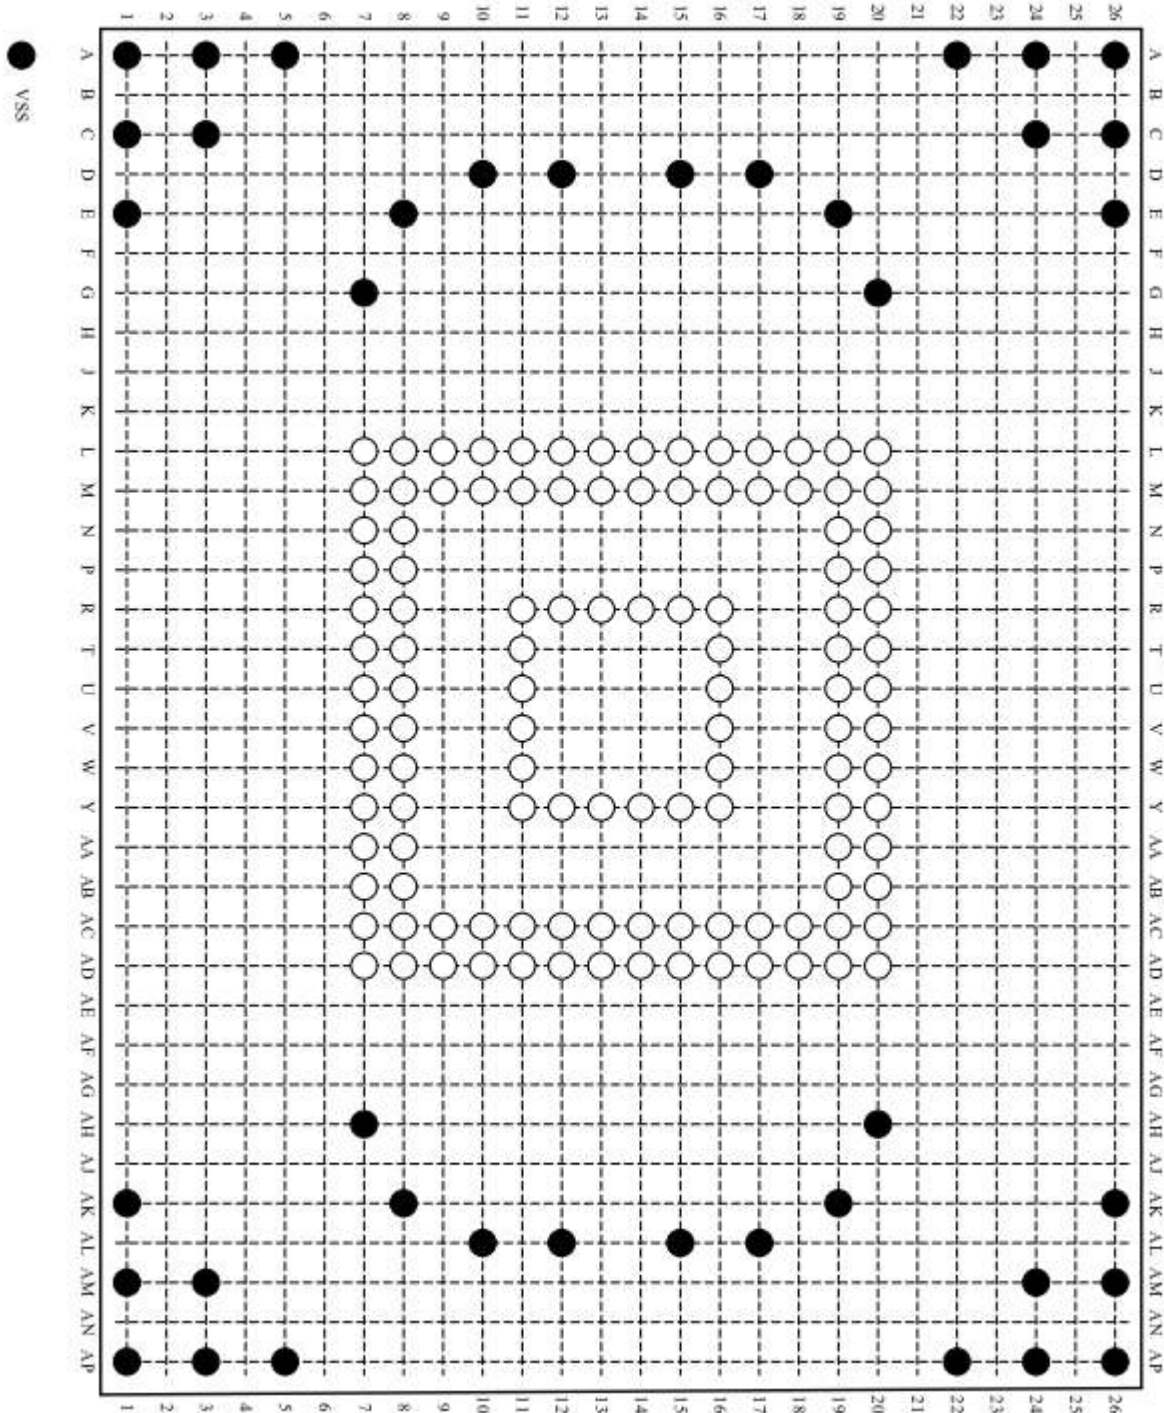 1 2 3 4 5 6 7 8 9 10 11 12 13 14 15 16 17 18 19 20 21 22 23 24 25 26
A A
B B
C C
D D
E E
F F
G G
H H
J J
K K
L L
M M
N N
P P
R R
T T
U U
V V
W W
Y Y
AA AA
AB AB
AC AC
AD AD
AE AE
AF AF
AG AG
AH AH
AJ AJ
AK AK
AL AL
AM AM
AN AN
AP AP
1 2 3 4 5 6 7 8 9 10 11 12 13 14 15 16 17 18 19 20 21 22 23 24 25 26
VSS